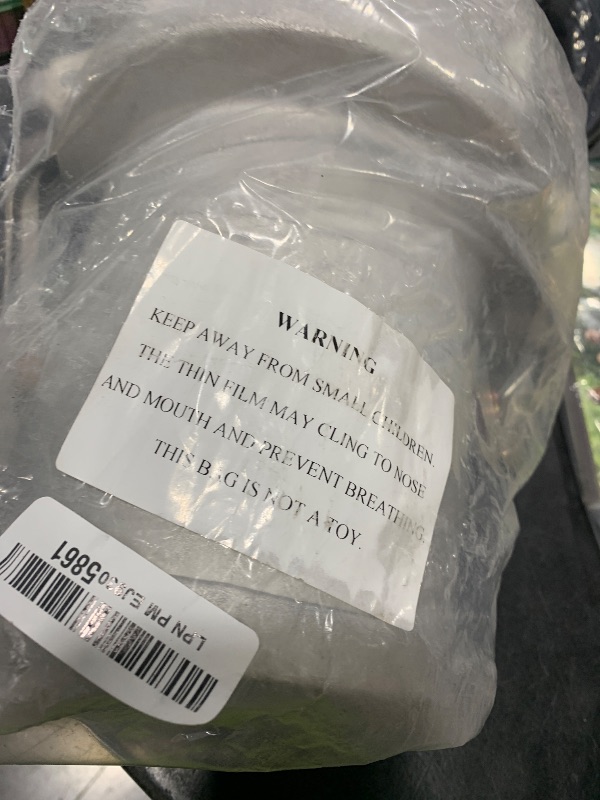 WARNING
KEEP AWAY FROM SMALL CHILDREN.
THE THIN FILM MAY CLING TO NOSE
AND MOUTH AND PREVENT BREATHING.
THIS BAG IS NOT A TOY.
LPN PM